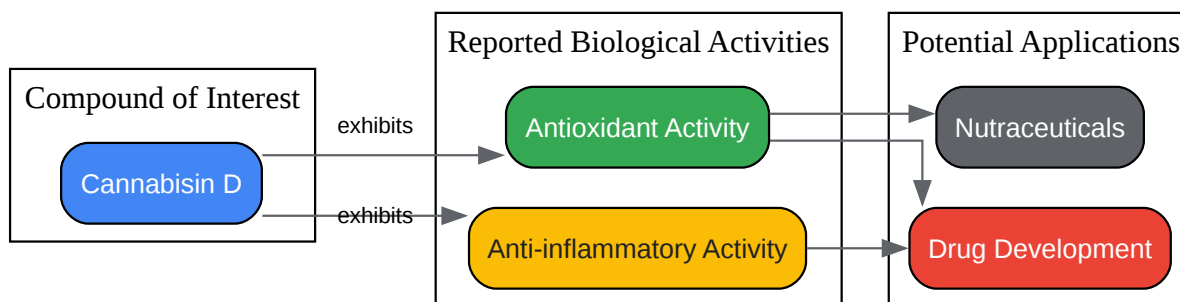 Compound of Interest
Cannabisin D
exhibits
exhibits
Reported Biological Activities
Antioxidant Activity
Anti-inflammatory Activity
Potential Applications
Nutraceuticals
Drug Development